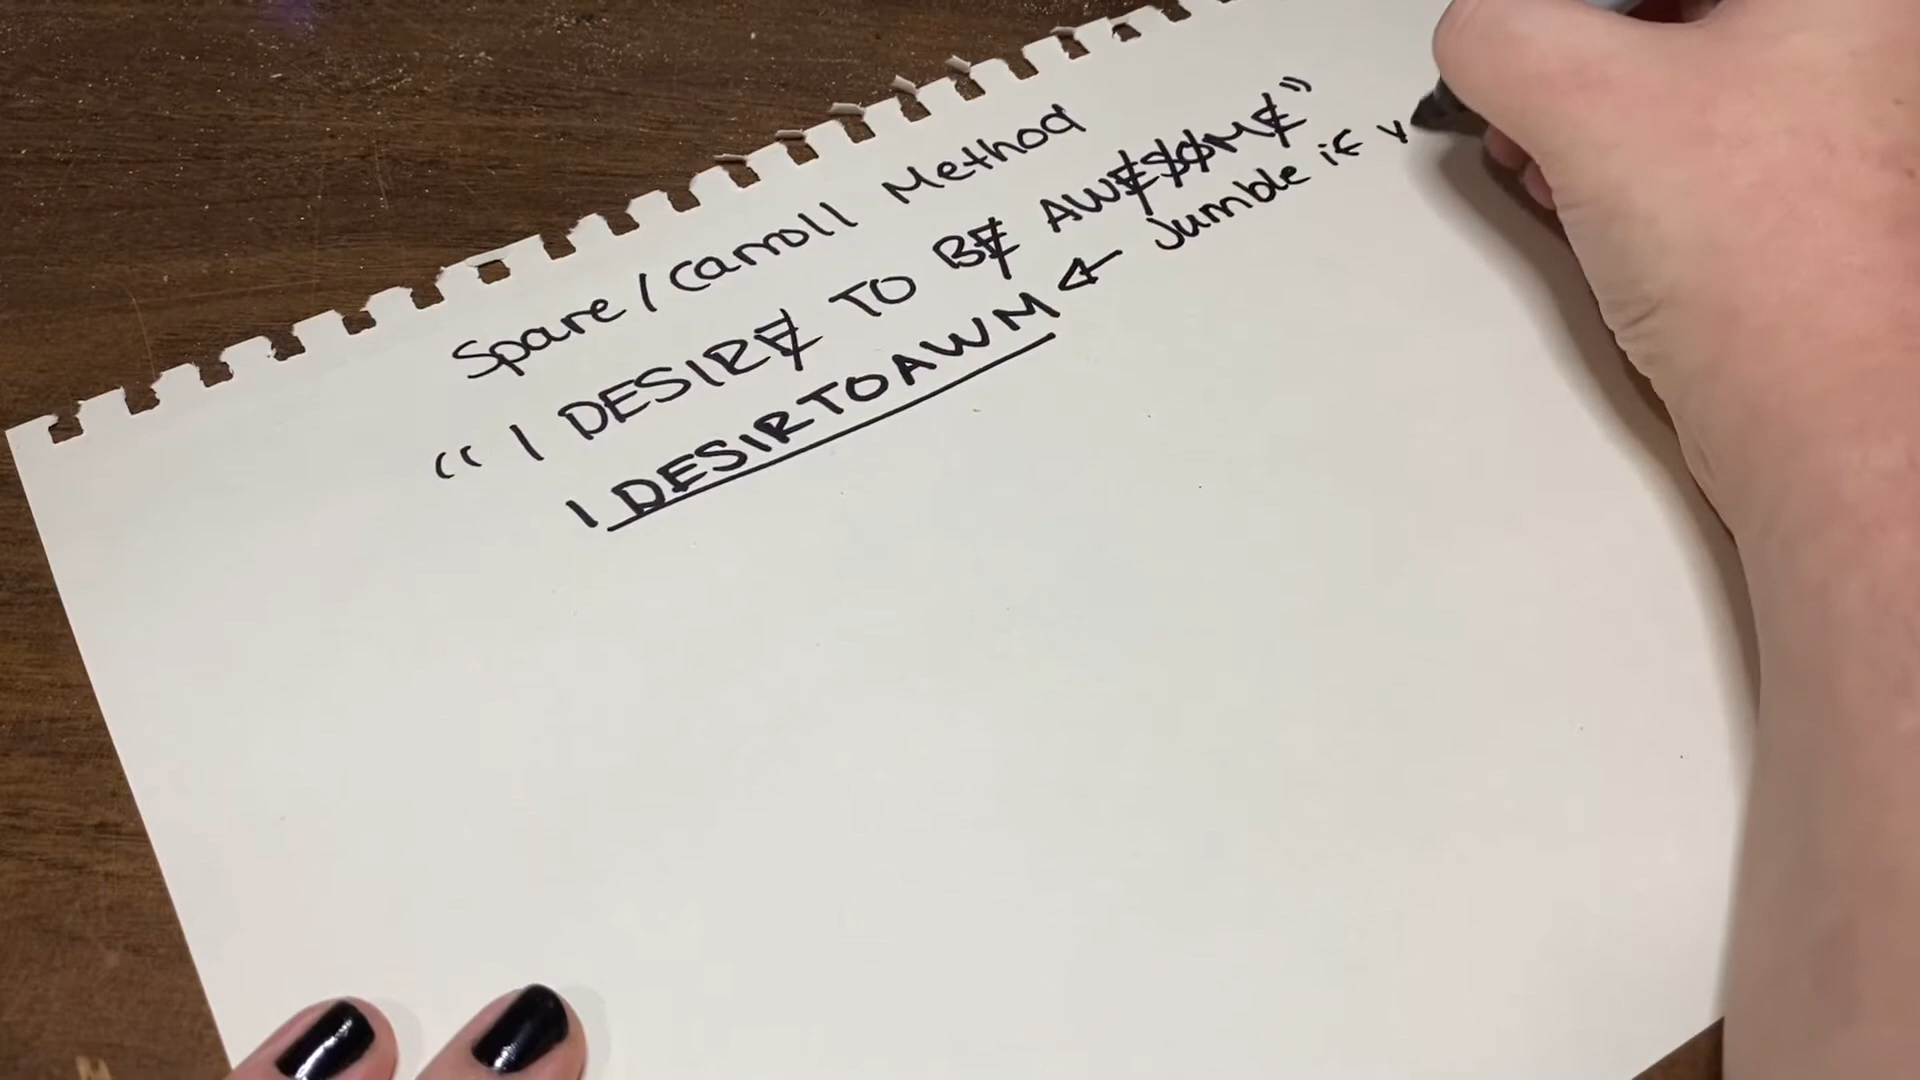 Spare/Carroll Method
“I DESIRE TO BE AWESOME”
I DESIRTOAWM ← Jumble if y